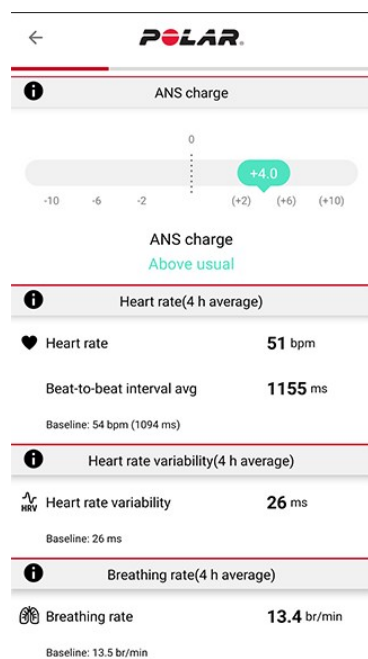 POLAR.
ANS charge
0
+4.0
-10 -6 -2 (+2) (+6) (+10)
ANS charge
Above usual
Heart rate(4 h average)
Heart rate 51 bpm
Beat-to-beat interval avg 1155 ms
Baseline: 54 bpm (1094 ms)
Heart rate variability(4 h average)
HRV Heart rate variability 26 ms
Baseline: 26 ms
Breathing rate(4 h average)
Breathing rate 13.4 br/min
Baseline: 13.5 br/min